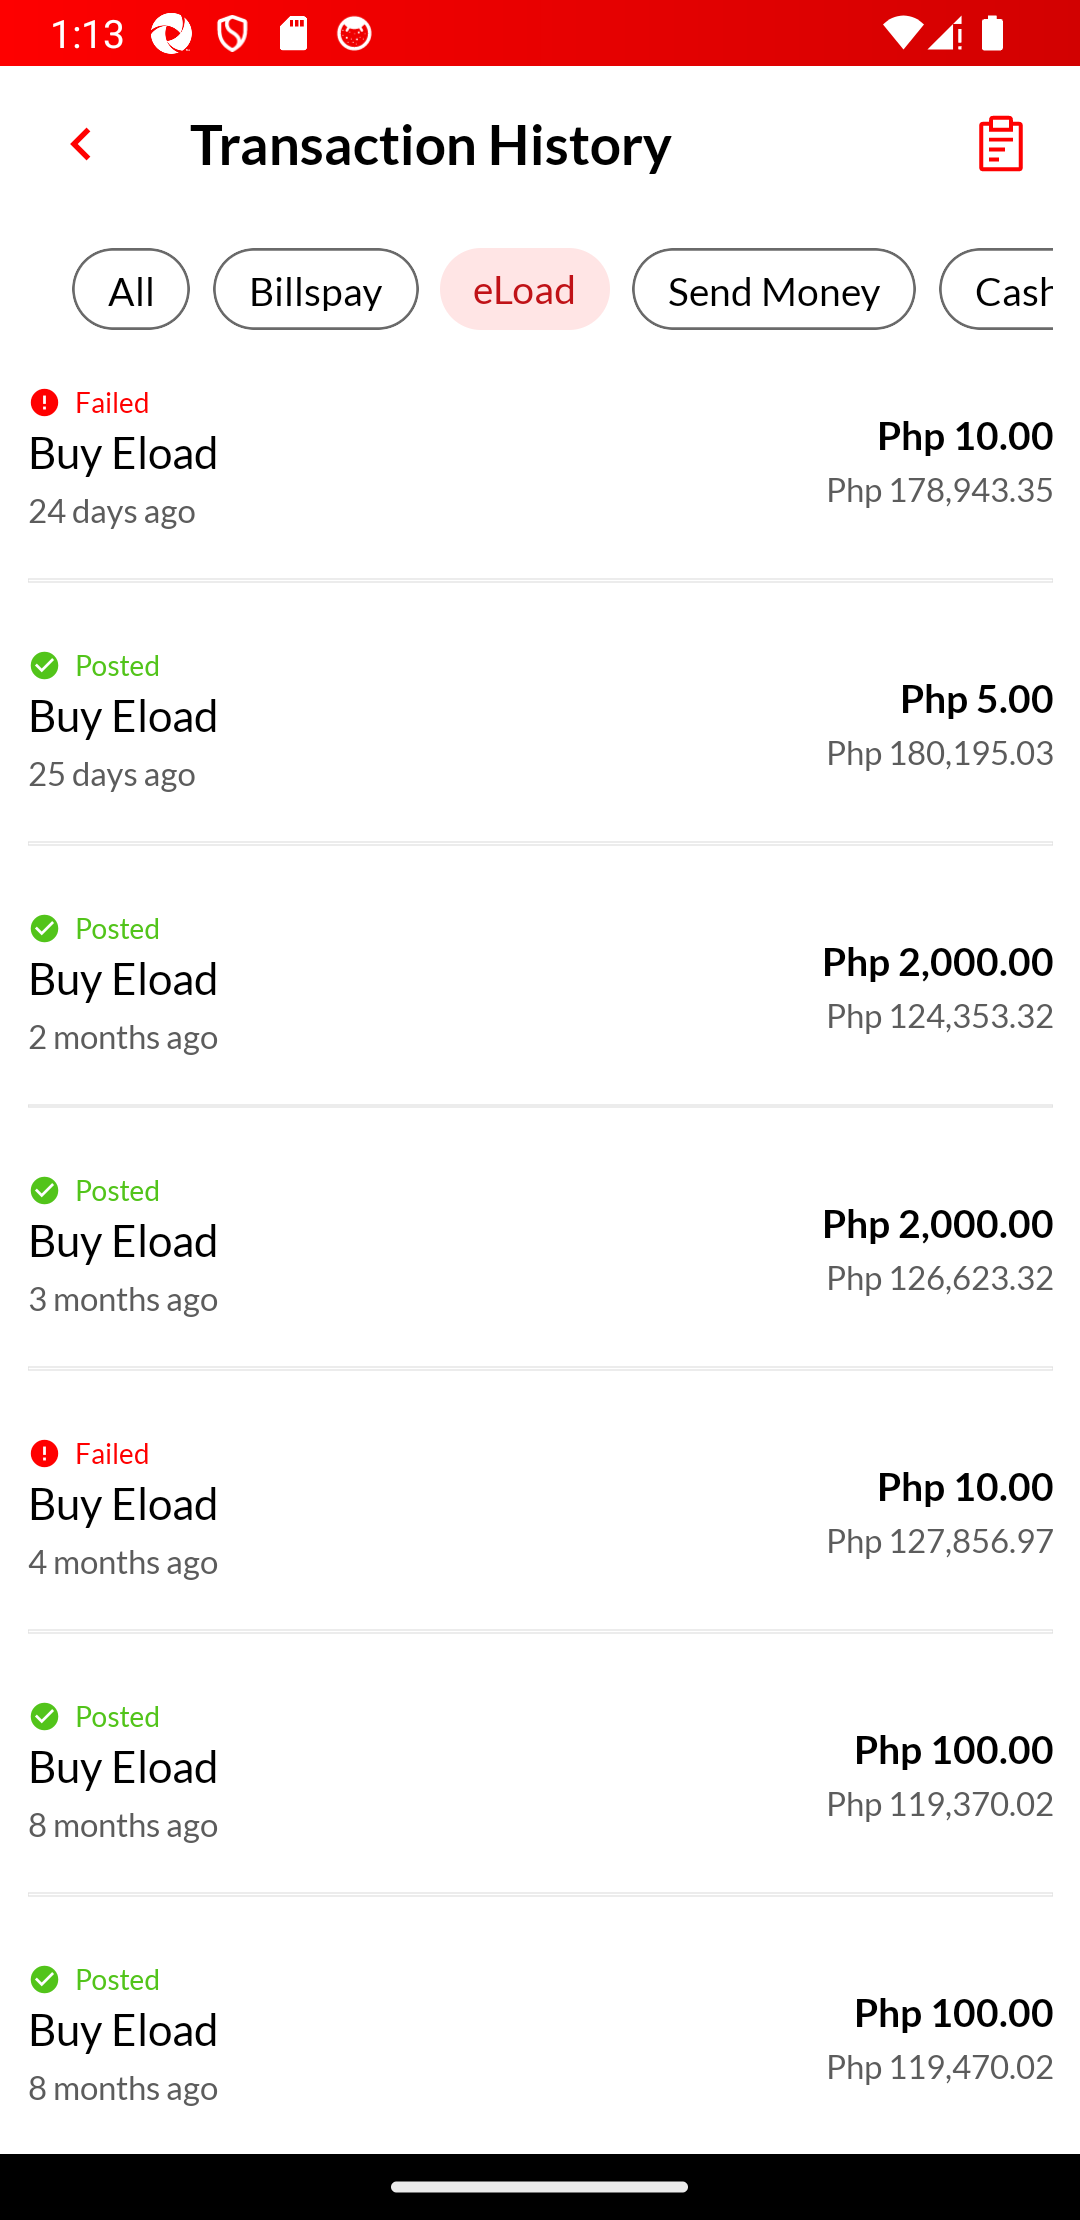 1:13
Transaction History
All
Billspay
eLoad
Send Money
Cash
Failed
Buy Eload
24 days ago
Php 10.00
Php 178,943.35
Posted
Buy Eload
25 days ago
Php 5.00
Php 180,195.03
Posted
Buy Eload
2 months ago
Php 2,000.00
Php 124,353.32
Posted
Buy Eload
3 months ago
Php 2,000.00
Php 126,623.32
Failed
Buy Eload
4 months ago
Php 10.00
Php 127,856.97
Posted
Buy Eload
8 months ago
Php 100.00
Php 119,370.02
Posted
Buy Eload
8 months ago
Php 100.00
Php 119,470.02